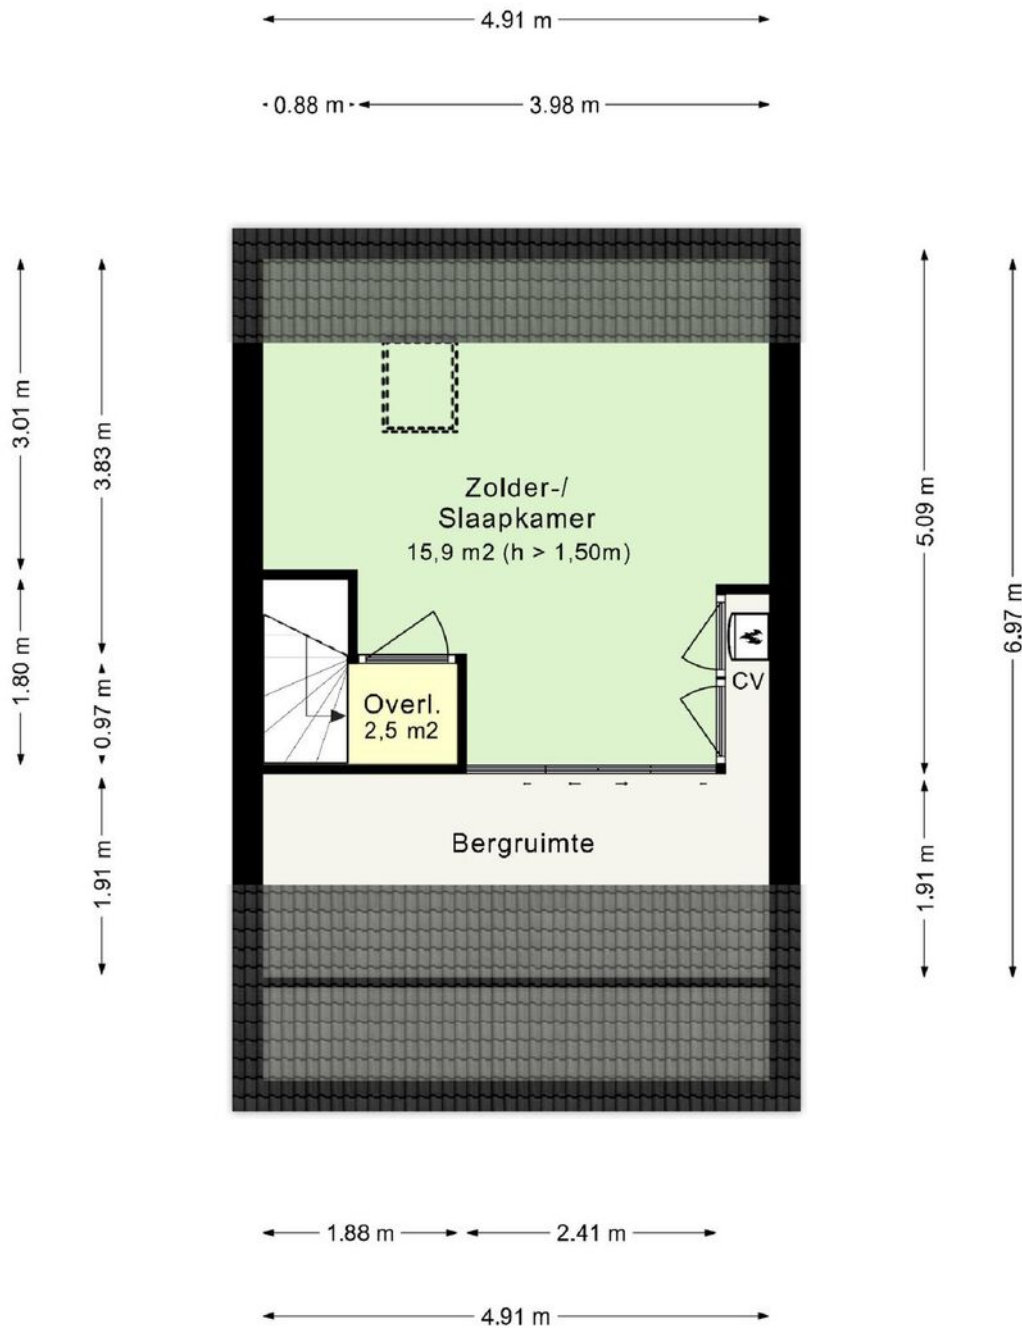 4.91 m
0.88 m
3.98 m
3.01 m
3.83 m
5.09 m
6.97 m
Zolder-/
Slaapkamer
15,9 m2 (h > 1,50m)
1.80 m
0.97 m
CV
Overl.
2,5 m2
Bergruimte
1.91 m
1.91 m
1.88 m
2.41 m
4.91 m